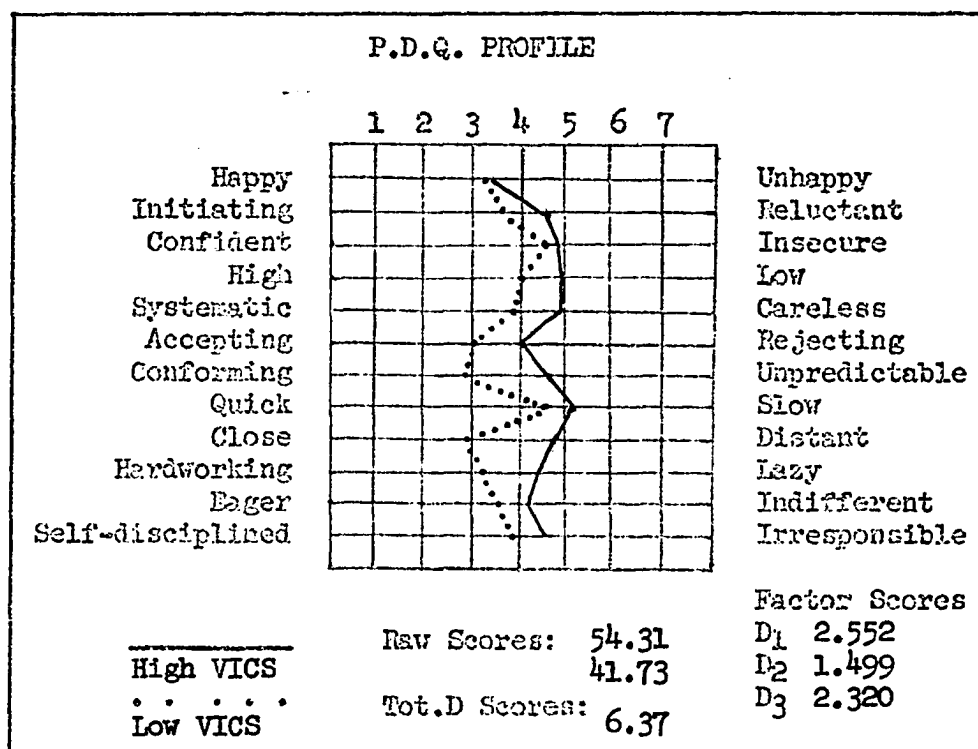 P.D.Q. PROFILE
1 2 3 4 5 6 7
Happy Unhappy
Initiating Reluctant
Confident Insecure
High Low
Systematic Careless
Accepting Rejecting
Conforming Unpredictable
Quick Slow
Close Distant
Hardworking Lazy
Eager Indifferent
Self-disciplined Irresponsible
High VICS
Low VICS
Raw Scores: 54.31
41.73
Tot.D Scores: 6.37
Factor Scores
D1 2.552
D2 1.499
D3 2.320